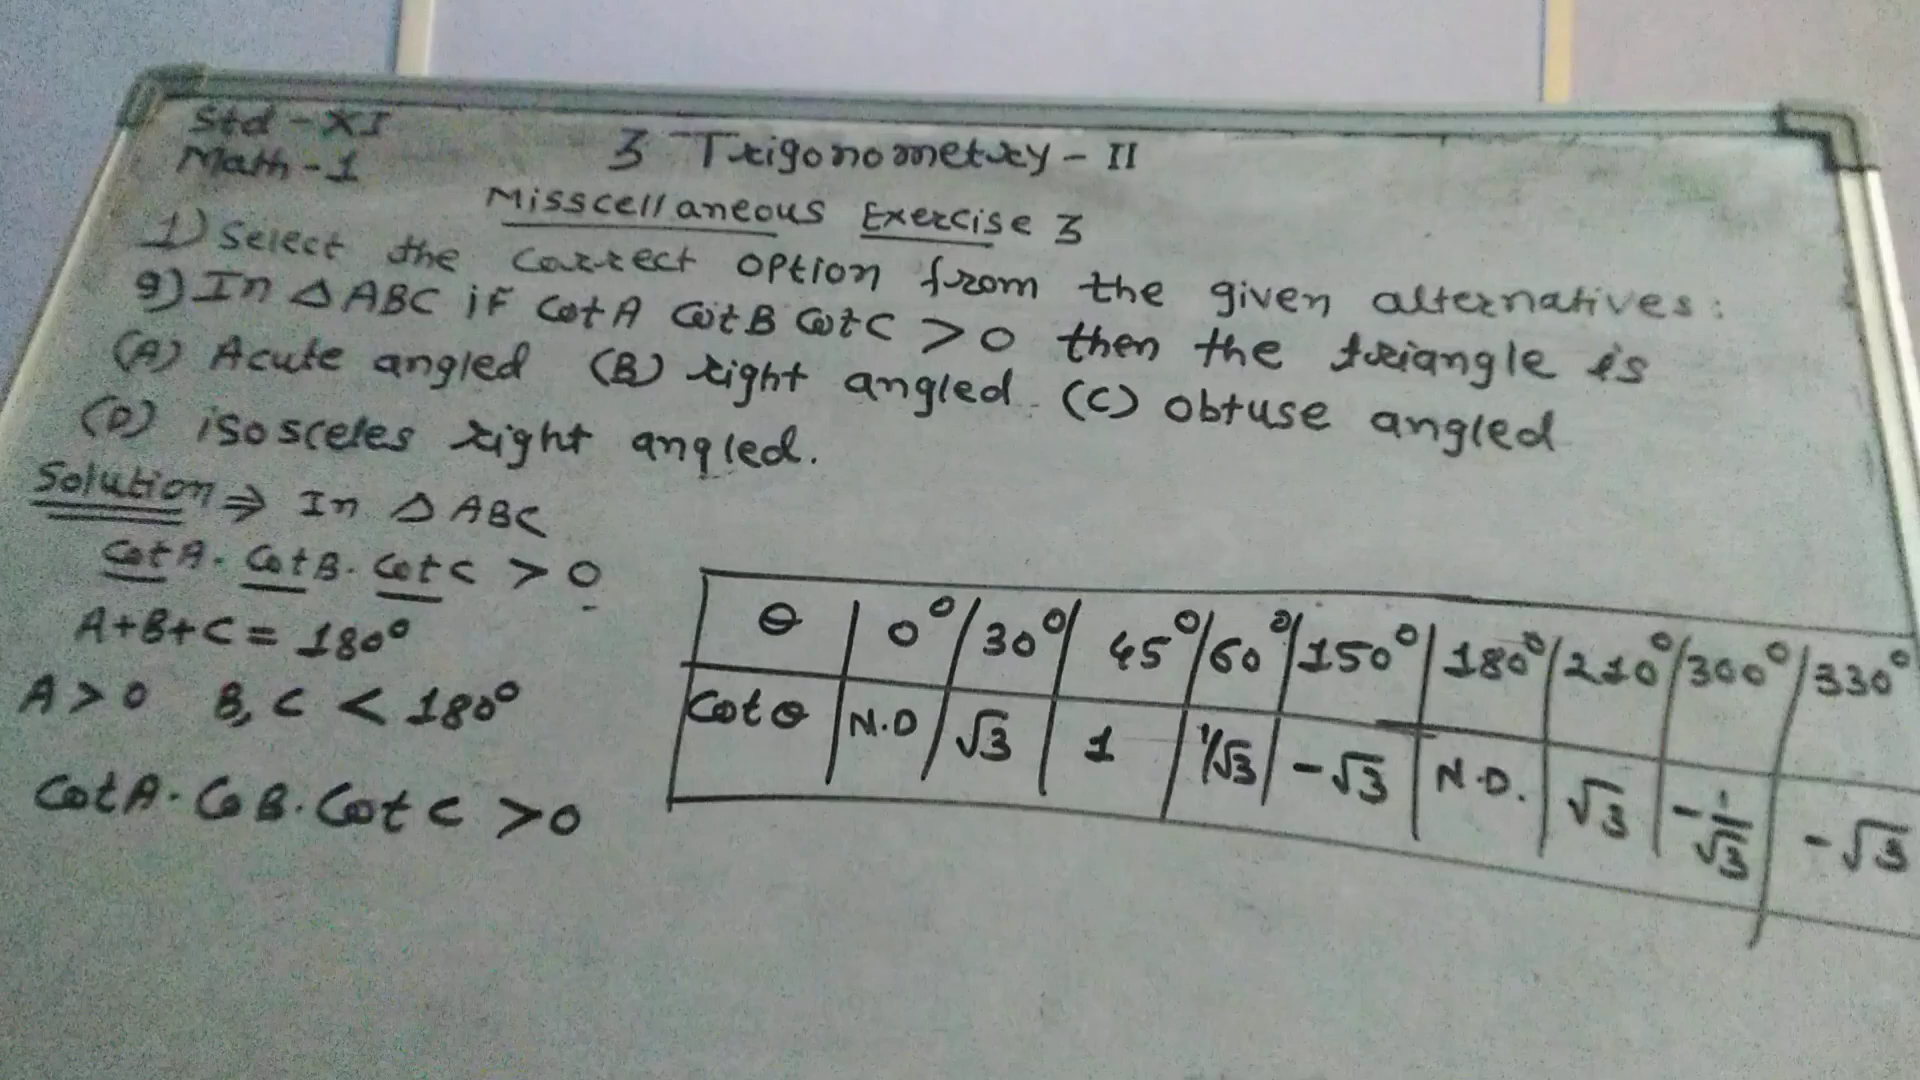 Std - XI
Math - 1
3 Trigonometry - II
Misscellaneous Exercise 3
1) Select the correct option from the given alternatives:
9) In △ ABC if Cot A Cot B Cot C > 0 then the triangle is
(A) Acute angled (B) right angled. (C) obtuse angled
(D) isosceles right angled.
Solution ⇒ In △ ABC
Cot A . Cot B . Cot C > 0
A+B+C = 180°
A > 0 B, C < 180°
Cot A . Co B . Cot C > 0
θ 0° 30° 45° 60° 150° 180° 210° 300° 330°
Cot θ N.D √3 1 1/√3 -√3 N.D. √3 -1/√3 -√3